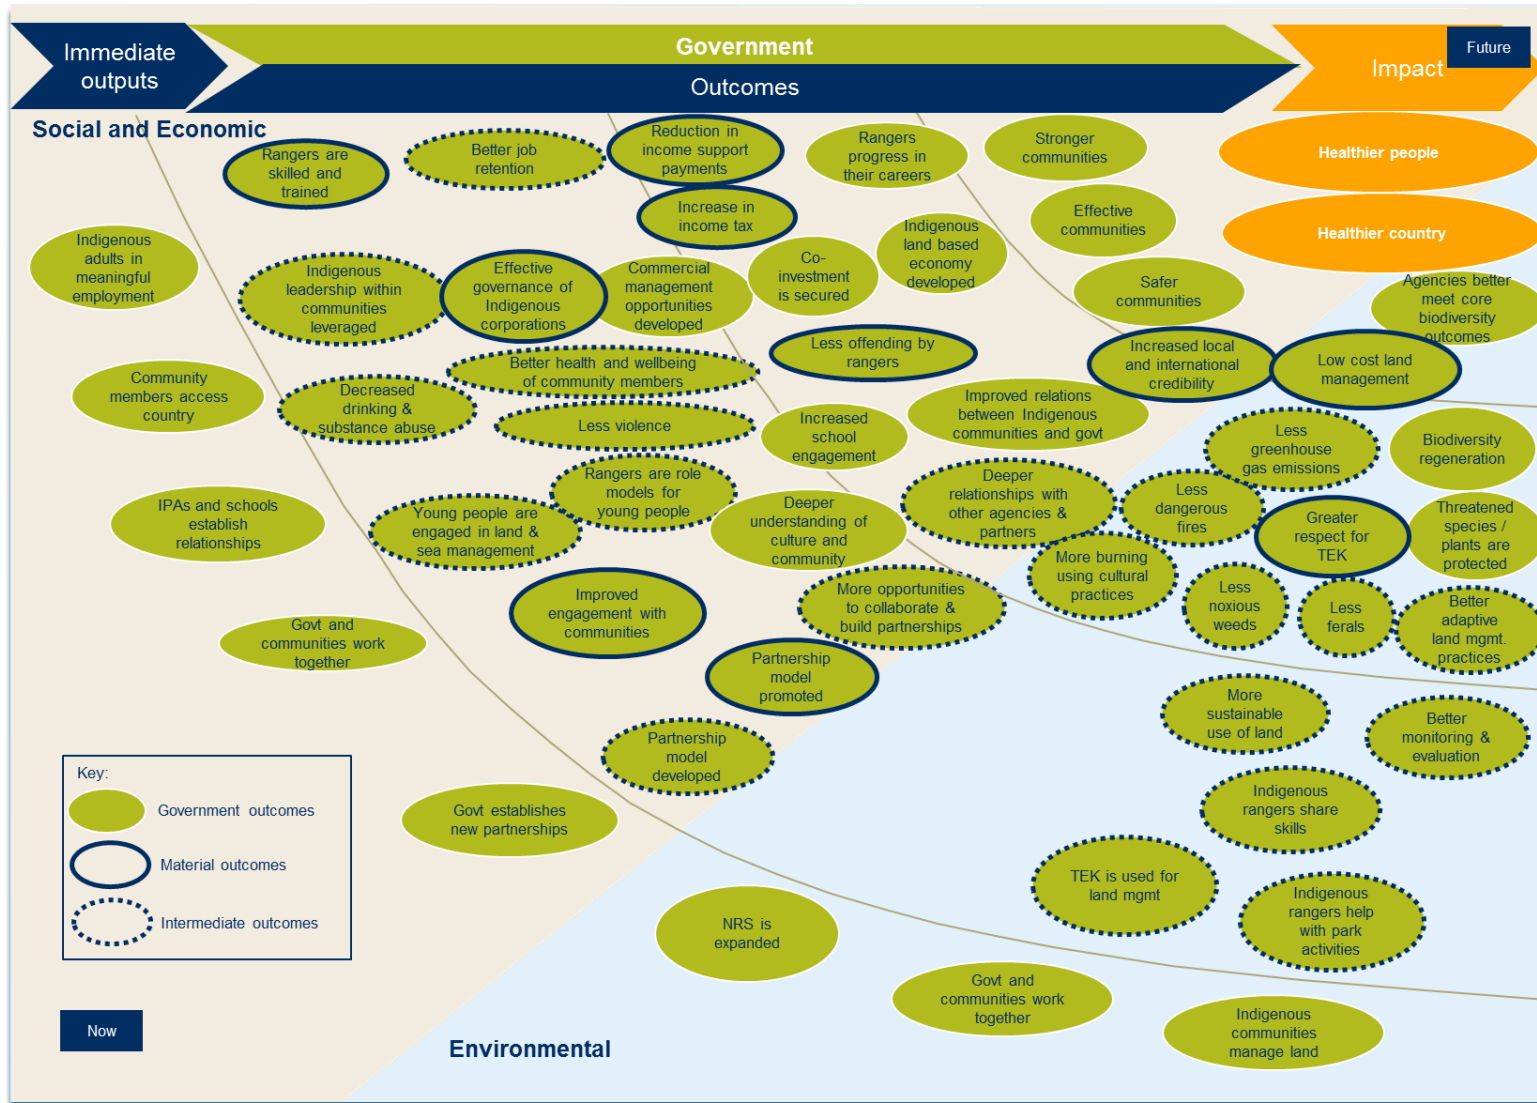 Immediate
outputs
Government
Outcomes
Impact
Future
Social and Economic
Rangers are
skilled and
trained
Better job
retention
Reduction in
income support
payments
Rangers
progress in
their careers
Stronger
communities
Healthier people
Increase in
income tax
Effective
communities
Healthier country
Indigenous
adults in
meaningful
employment
Indigenous
leadership within
communities
leveraged
Effective
governance of
Indigenous
corporations
Commercial
management
opportunities
developed
Co-
investment
is secured
Indigenous
land based
economy
developed
Safer
communities
Agencies better
meet core
biodiversity
outcomes
Less offending by
rangers
Increased local
and international
credibility
Low cost land
management
Community
members access
country
Decreased
drinking &
substance abuse
Better health and wellbeing
of community members
Less violence
Increased
school
engagement
Improved relations
between Indigenous
communities and govt
Less
greenhouse
gas emissions
Biodiversity
regeneration
IPAs and schools
establish
relationships
Young people are
engaged in land &
sea management
Rangers are role
models for
young people
Deeper
understanding of
culture and
community
Deeper
relationships with
other agencies &
partners
Less
dangerous
fires
Greater
respect for
TEK
Threatened
species /
plants are
protected
More burning
using cultural
practices
Improved
engagement with
communities
More opportunities
to collaborate &
build partnerships
Less
noxious
weeds
Less
ferals
Better
adaptive
land mgmt.
practices
Govt and
communities work
together
Partnership
model
promoted
More
sustainable
use of land
Better
monitoring &
evaluation
Partnership
model
developed
Key:
Government outcomes
Material outcomes
Intermediate outcomes
Govt establishes
new partnerships
Indigenous
rangers share
skills
TEK is used for
land mgmt
Indigenous
rangers help
with park
activities
NRS is
expanded
Govt and
communities work
together
Indigenous
communities
manage land
Now
Environmental